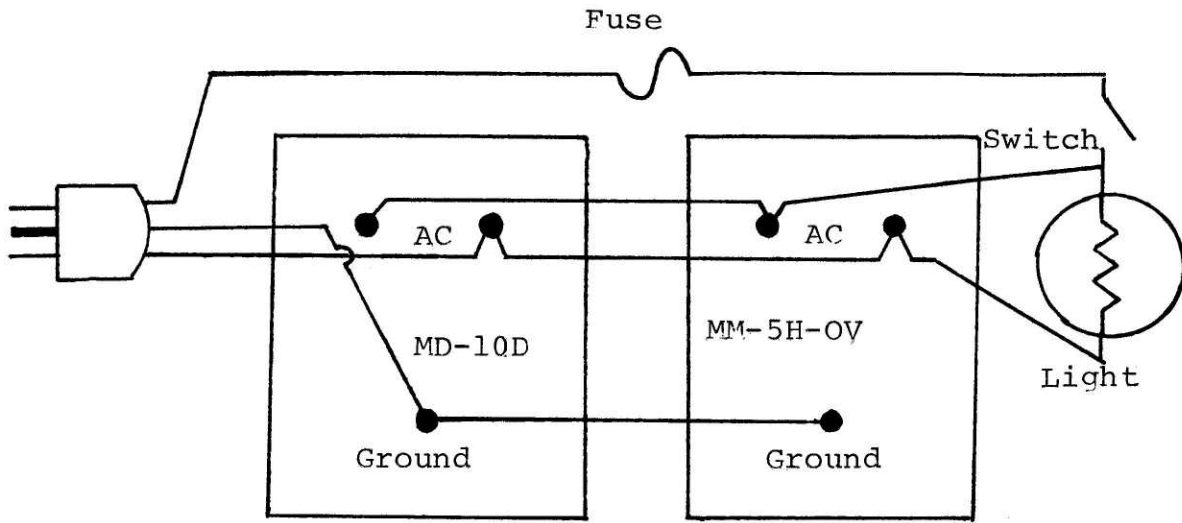 Fuse
Switch
AC
AC
MD-10D
MM-5H-OV
Light
Ground
Ground